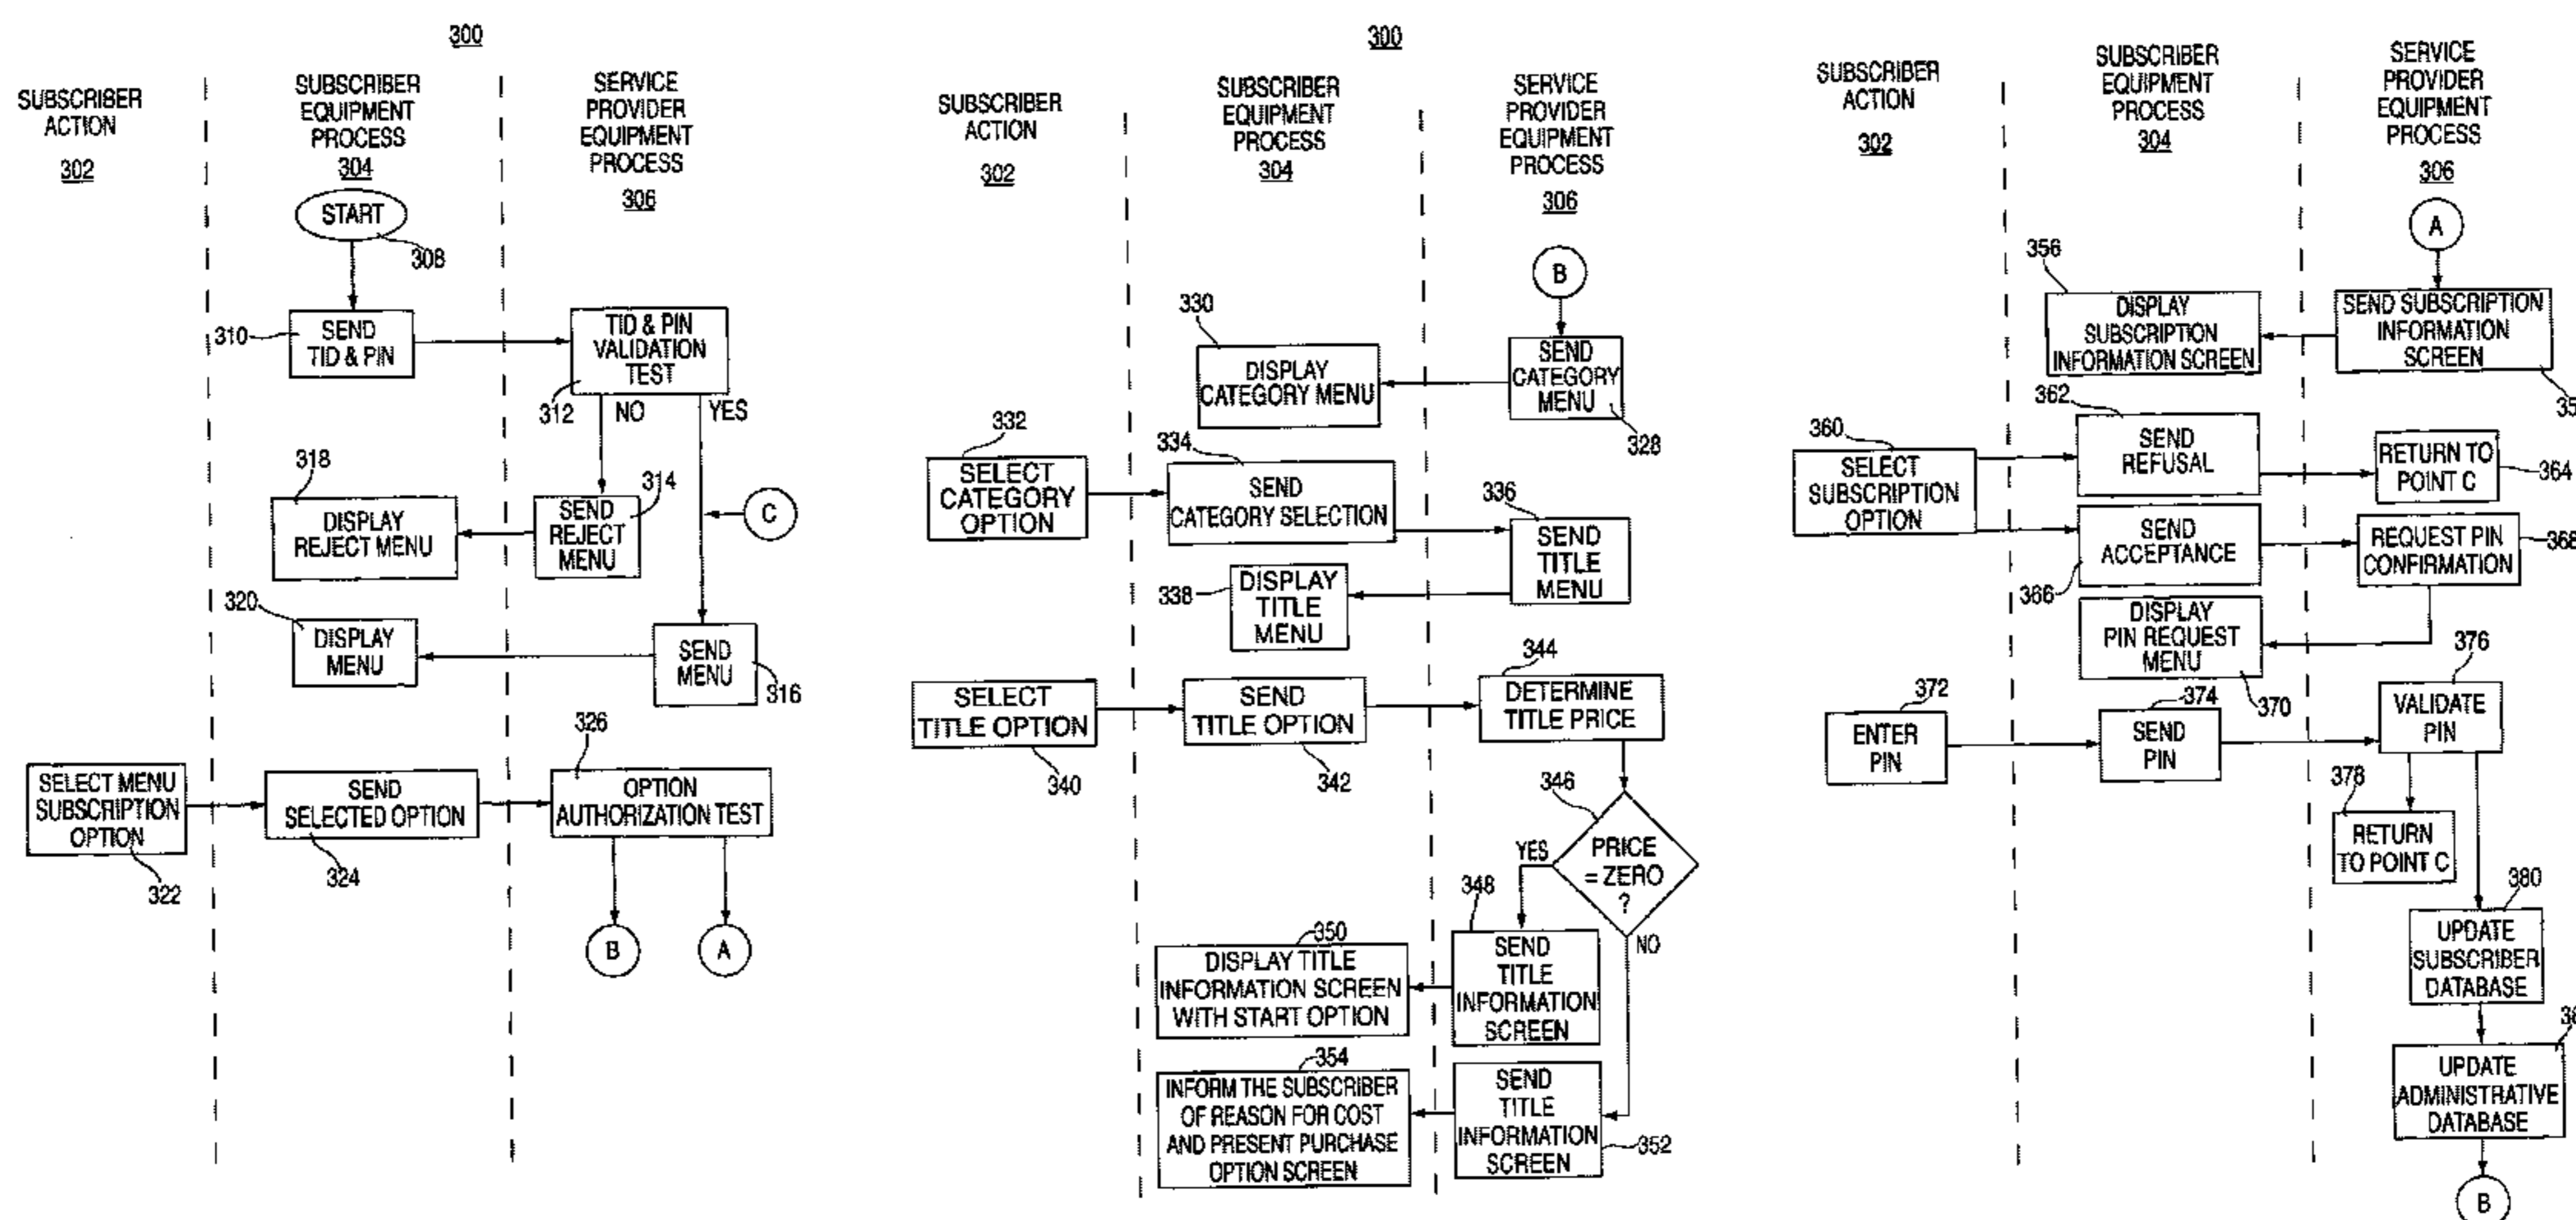 300
SUBSCRIBER
ACTION
302
SUBSCRIBER
EQUIPMENT
PROCESS
304
SERVICE
PROVIDER
EQUIPMENT
PROCESS
306
START
308
310
SEND
TID & PIN
TID & PIN
VALIDATION
TEST
312
NO
YES
318
DISPLAY
REJECT MENU
314
SEND
REJECT
MENU
C
320
DISPLAY
MENU
SEND
MENU
316
SELECT MENU
SUBSCRIPTION
OPTION
322
SEND
SELECTED OPTION
324
326
OPTION
AUTHORIZATION TEST
B
A
300
SUBSCRIBER
ACTION
302
SUBSCRIBER
EQUIPMENT
PROCESS
304
SERVICE
PROVIDER
EQUIPMENT
PROCESS
306
B
330
DISPLAY
CATEGORY MENU
SEND
CATEGORY
MENU
328
332
SELECT
CATEGORY
OPTION
334
SEND
CATEGORY SELECTION
336
SEND
TITLE
MENU
338
DISPLAY
TITLE
MENU
SELECT
TITLE OPTION
340
SEND
TITLE OPTION
342
344
DETERMINE
TITLE PRICE
346
PRICE
= ZERO
?
YES
NO
348
SEND
TITLE
INFORMATION
SCREEN
350
DISPLAY TITLE
INFORMATION SCREEN
WITH START OPTION
354
INFORM THE SUBSCRIBER
OF REASON FOR COST
AND PRESENT PURCHASE
OPTION SCREEN
SEND
TITLE
INFORMATION
SCREEN
352
SUBSCRIBER
ACTION
302
SUBSCRIBER
EQUIPMENT
PROCESS
304
SERVICE
PROVIDER
EQUIPMENT
PROCESS
306
A
356
DISPLAY
SUBSCRIPTION
INFORMATION SCREEN
SEND SUBSCRIPTION
INFORMATION
SCREEN
360
SELECT
SUBSCRIPTION
OPTION
362
SEND
REFUSAL
RETURN TO
POINT C
364
SEND
ACCEPTANCE
366
REQUEST PIN
CONFIRMATION
368
DISPLAY
PIN REQUEST
MENU
370
372
ENTER
PIN
374
SEND
PIN
376
VALIDATE
PIN
378
RETURN
TO POINT C
380
UPDATE
SUBSCRIBER
DATABASE
UPDATE
ADMINISTRATIVE
DATABASE
B